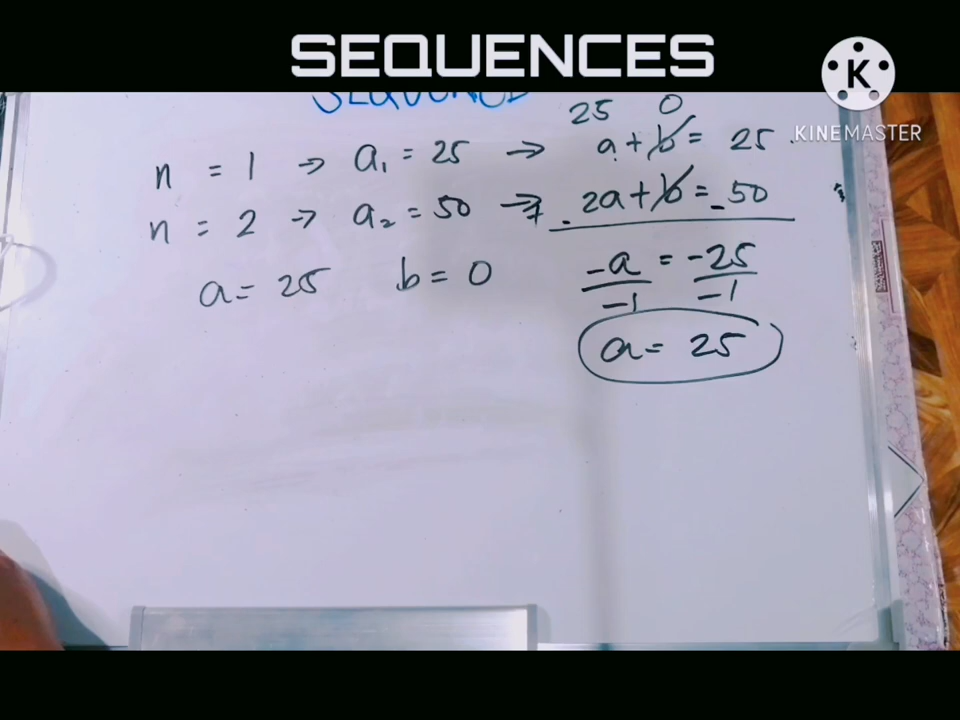 SEQUENCES
KINEMASTER
25 0
n = 1 → a₁ = 25 → a + b = 25
n = 2 → a₂ = 50 → - 2a + b = - 50
a = 25 b = 0
-a = -25
-1 -1
a = 25